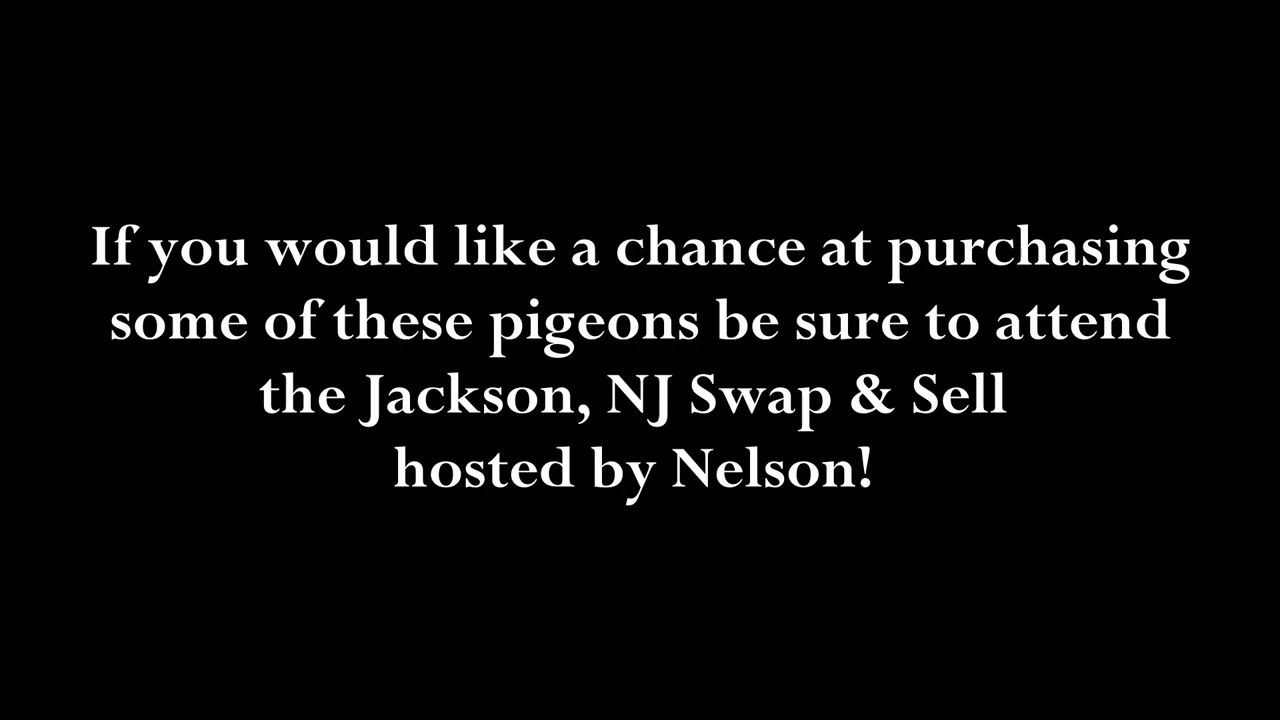 If you would like a chance at purchasing
some of these pigeons be sure to attend
the Jackson, NJ Swap & Sell
hosted by Nelson!